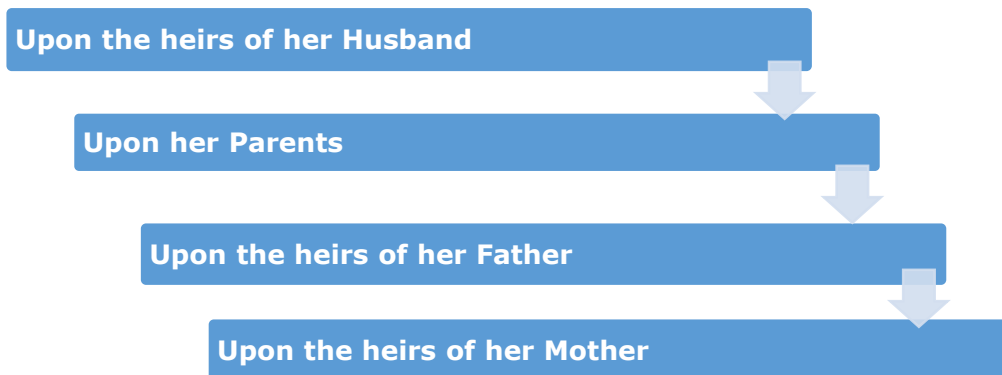 Upon the heirs of her Husband
Upon her Parents
Upon the heirs of her Father
Upon the heirs of her Mother